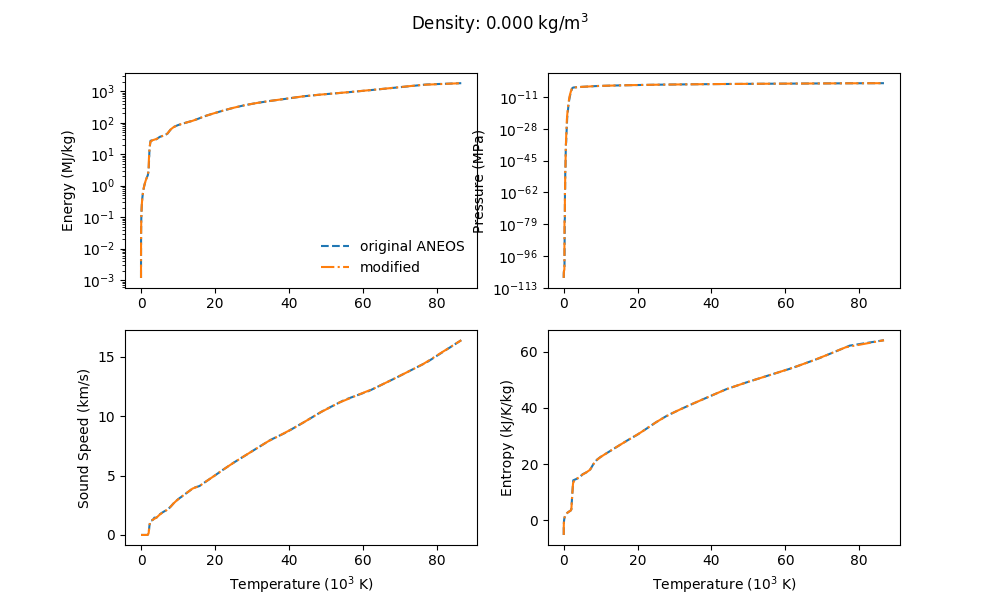 Density: 0.000 kg/m³
Energy (MJ/kg)
10³
10²
10¹
10⁰
10⁻¹
10⁻²
10⁻³
0 20 40 60 80
original ANEOS
modified
Pressure (MPa)
10⁻¹¹
10⁻²⁸
10⁻⁴⁵
10⁻⁶²
10⁻⁷⁹
10⁻⁹⁶
10⁻¹¹³
0 20 40 60 80
Sound Speed (km/s)
15
10
5
0
0 20 40 60 80
Temperature (10³ K)
Entropy (kJ/K/kg)
60
40
20
0
0 20 40 60 80
Temperature (10³ K)